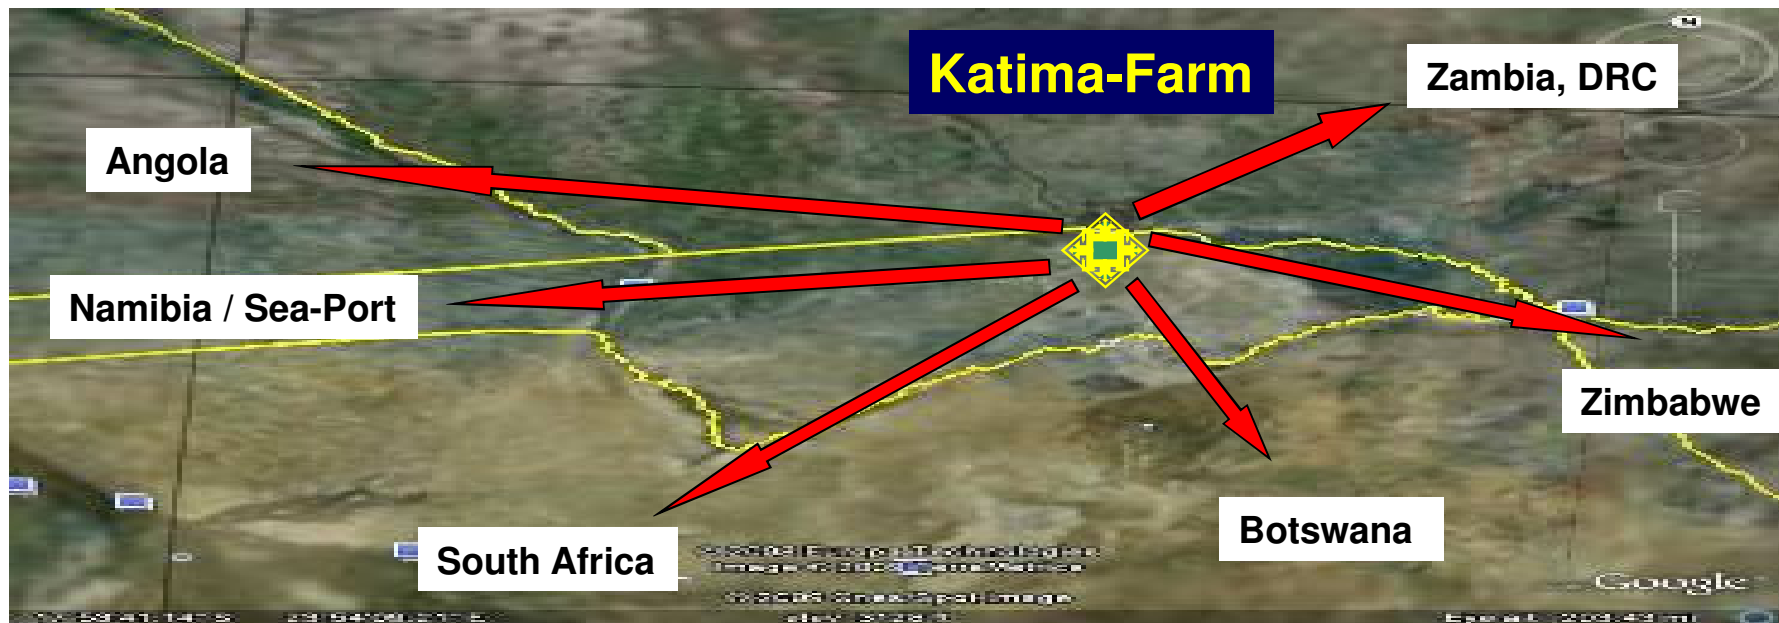 Katima-Farm
Zambia, DRC
Angola
Namibia / Sea-Port
Zimbabwe
Botswana
South Africa
Google